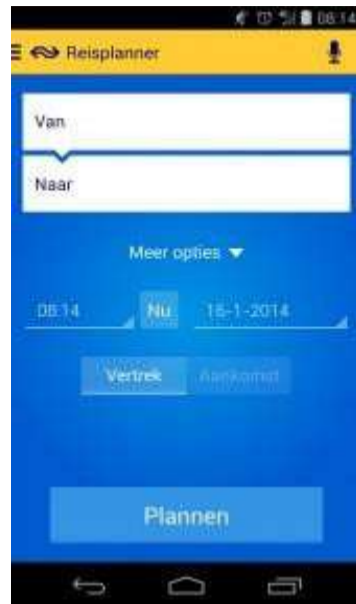 08:14
Reisplanner
Van
Naar
Meer opties
08:14 Nu 16-1-2014
Vertrek Aankomst
Plannen